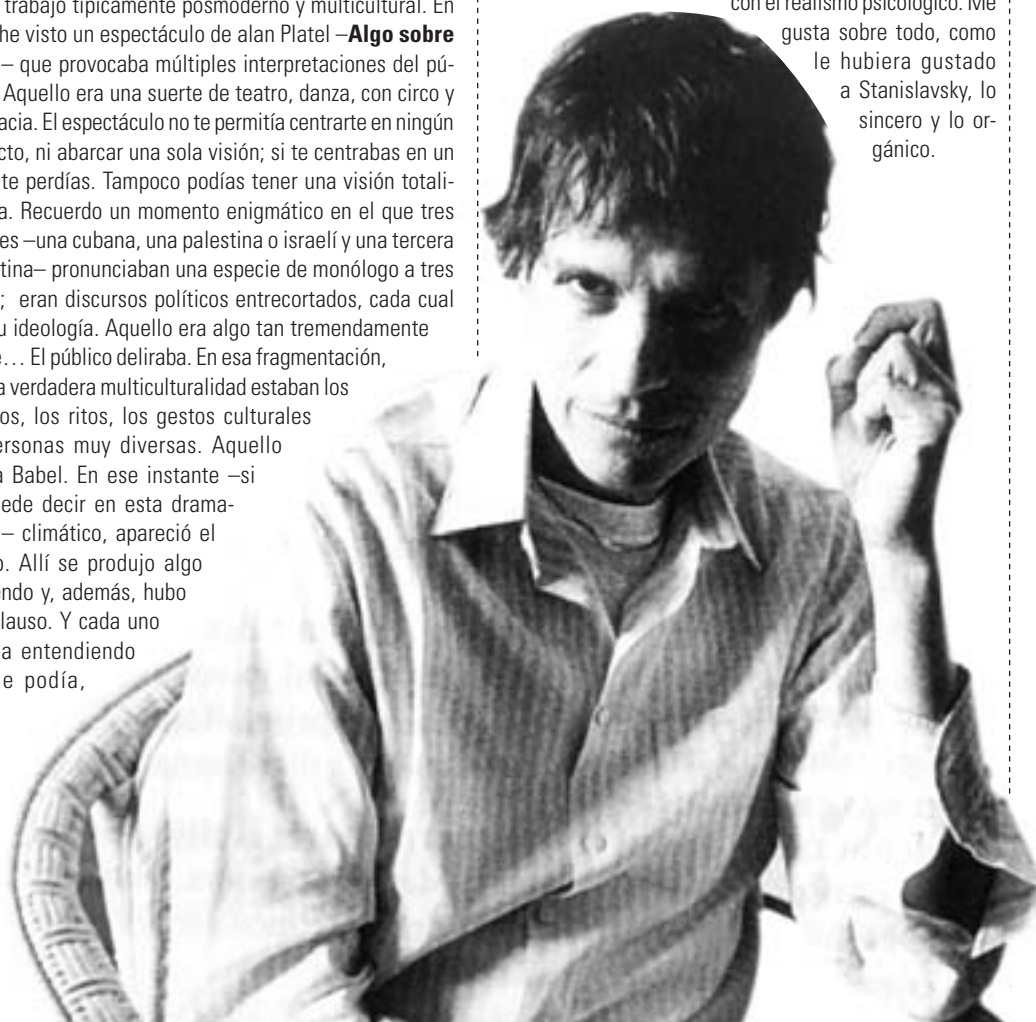 trabajo típicamente posmoderno y multicultural. En
he visto un espectáculo de alan Platel –Algo sobre
– que provocaba múltiples interpretaciones del pú-
Aquello era una suerte de teatro, danza, con circo y
acia. El espectáculo no te permitía centrarte en ningún
cto, ni abarcar una sola visión; si te centrabas en un
te perdías. Tampoco podías tener una visión totali-
a. Recuerdo un momento enigmático en el que tres
es –una cubana, una palestina o israelí y una tercera
tina– pronunciaban una especie de monólogo a tres
; eran discursos políticos entrecortados, cada cual
u ideología. Aquello era algo tan tremendamente
e… El público deliraba. En esa fragmentación,
a verdadera multiculturalidad estaban los
os, los ritos, los gestos culturales
ersonas muy diversas. Aquello
a Babel. En ese instante –si
ede decir en esta drama-
– climático, apareció el
o. Allí se produjo algo
endo y, además, hubo
lauso. Y cada uno
a entendiendo
e podía,
con el realismo psicológico. Me
gusta sobre todo, como
le hubiera gustado
a Stanislavsky, lo
sincero y lo or-
gánico.